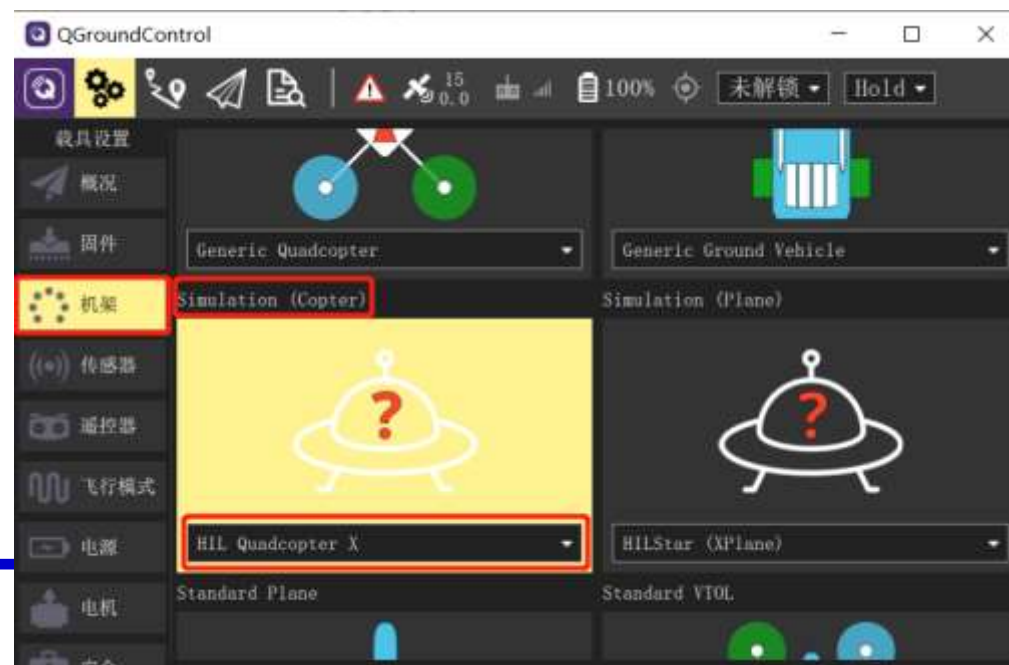 QGroundControl
15
0.0
100%
未解锁
Hold
载具设置
概况
固件
Generic Quadcopter
Generic Ground Vehicle
机架
Simulation (Copter)
Simulation (Plane)
传感器
?
?
遥控器
飞行模式
电源
HIL Quadcopter X
HILStar (XPlane)
Standard Plane
Standard VTOL
电机